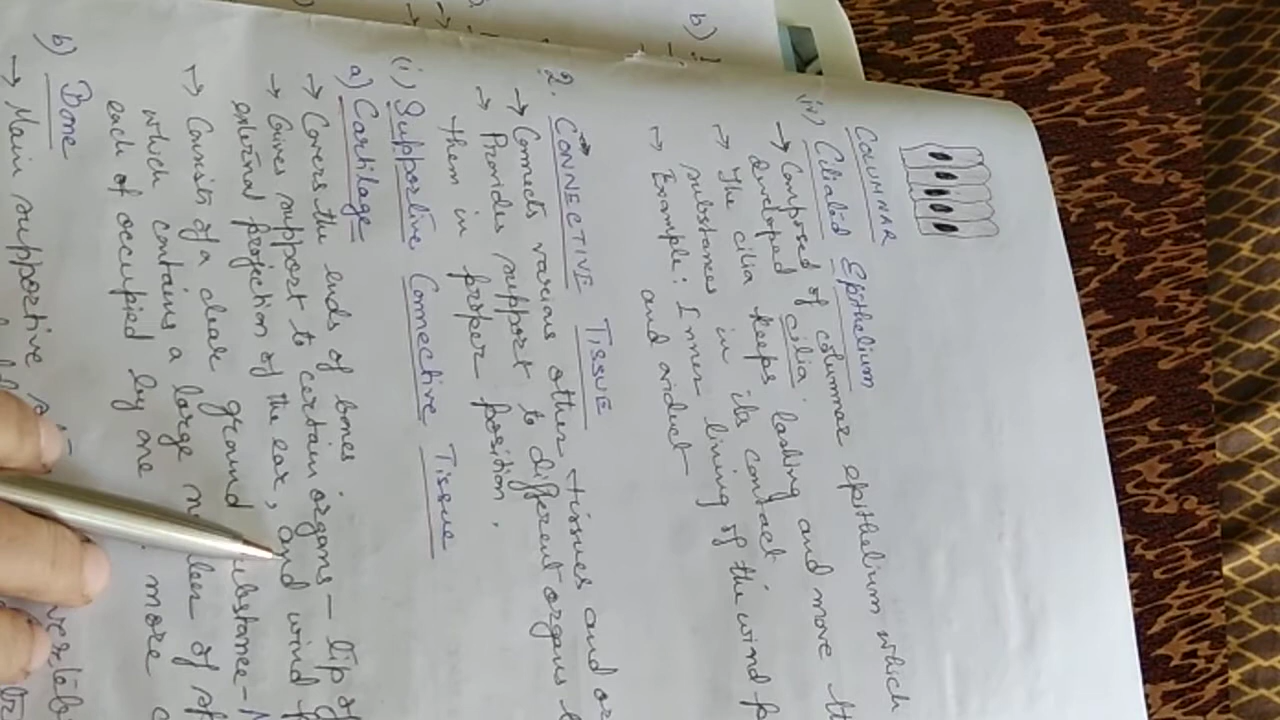 COLUMNAR
iv) Ciliated Epithelium
→ Composed of columnar epithelium which
developed cilia
→ The cilia keeps lashing and move
substances in its contact
→ Example: Inner lining of the wind
and oviduct
2. CONNECTIVE TISSUE
→ Connects various other tissues and
→ Provides support to different organs
them in proper position.
(i) Supportive Connective Tissue
a) Cartilage
→ Covers the ends of bones
→ Gives support to certain organs – tip of
external projection of the ear, and wind
→ Consists of a clear ground
which contains a large of
each of occupied by one more
b) Bone
→ Main supportive
b)